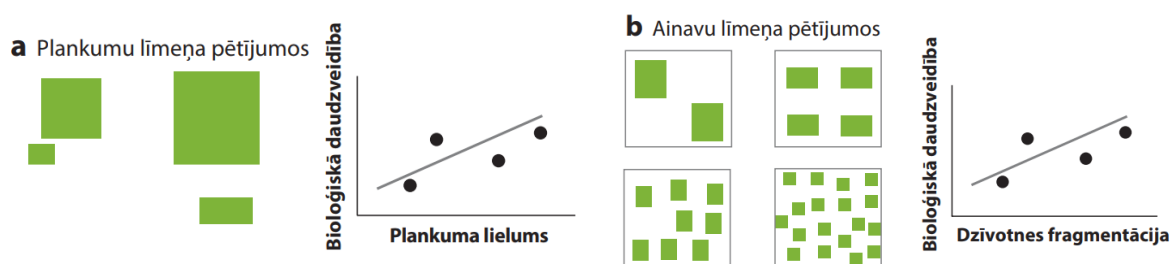 a Plankumu līmeņa pētījumos
Bioloģiskā daudzveidība
Plankuma lielums
b Ainavu līmeņa pētījumos
Bioloģiskā daudzveidība
Dzīvotnes fragmentācija